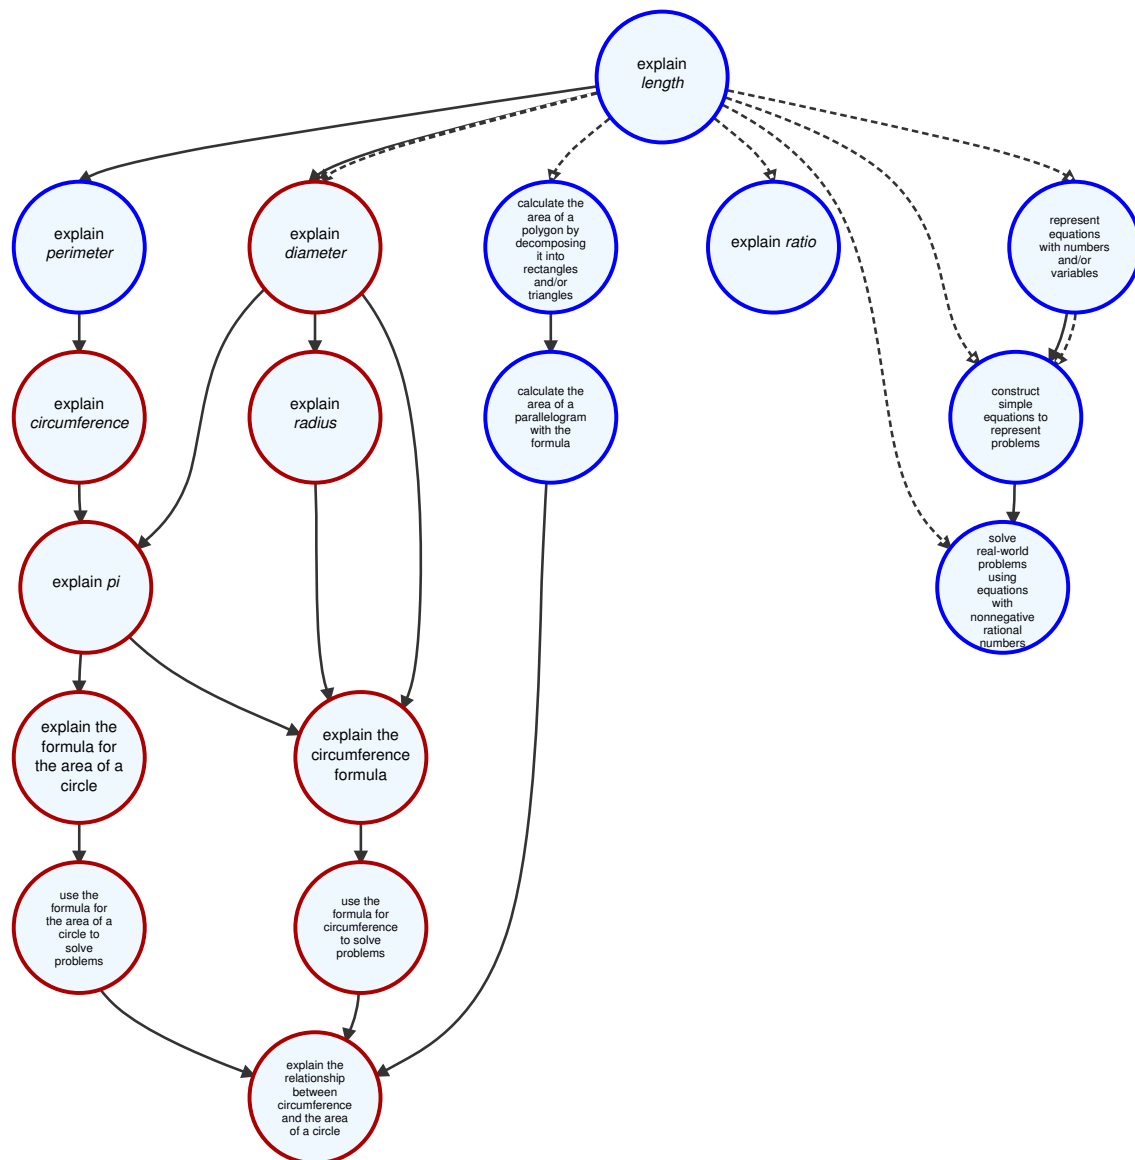 explain
length
explain
perimeter
explain
diameter
calculate the
area of a
polygon by
decomposing
it into
rectangles
and/or
triangles
explain ratio
represent
equations
with numbers
and/or
variables
explain
circumference
explain
radius
calculate the
area of a
parallelogram
with the
formula
construct
simple
equations to
represent
problems
explain pi
solve
real-world
problems
using
equations
with
nonnegative
rational
numbers
explain the
formula for
the area of a
circle
explain the
circumference
formula
use the
formula for
the area of a
circle to
solve
problems
use the
formula for
circumference
to solve
problems
explain the
relationship
between
circumference
and the area
of a circle